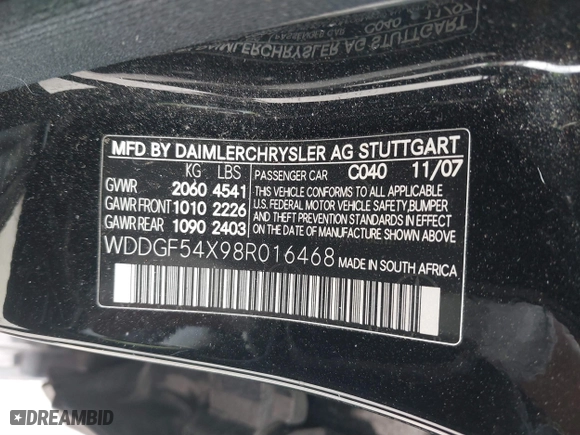 MFD BY DAIMLERCHRYSLER AG STUTTGART
KG LBS PASSENGER CAR C040 11/07
GVWR 2060 4541 THIS VEHICLE CONFORMS TO ALL APPLICABLE
GAWR FRONT 1010 2226 U.S. FEDERAL MOTOR VEHICLE SAFETY,BUMPER
GAWR REAR 1090 2403 AND THEFT PREVENTION STANDARDS IN EFFECT
ON THE DATE OF MANUFACTURE SHOWN ABOVE
WDDGF54X98R016468 MADE IN SOUTH AFRICA
DREAMBID